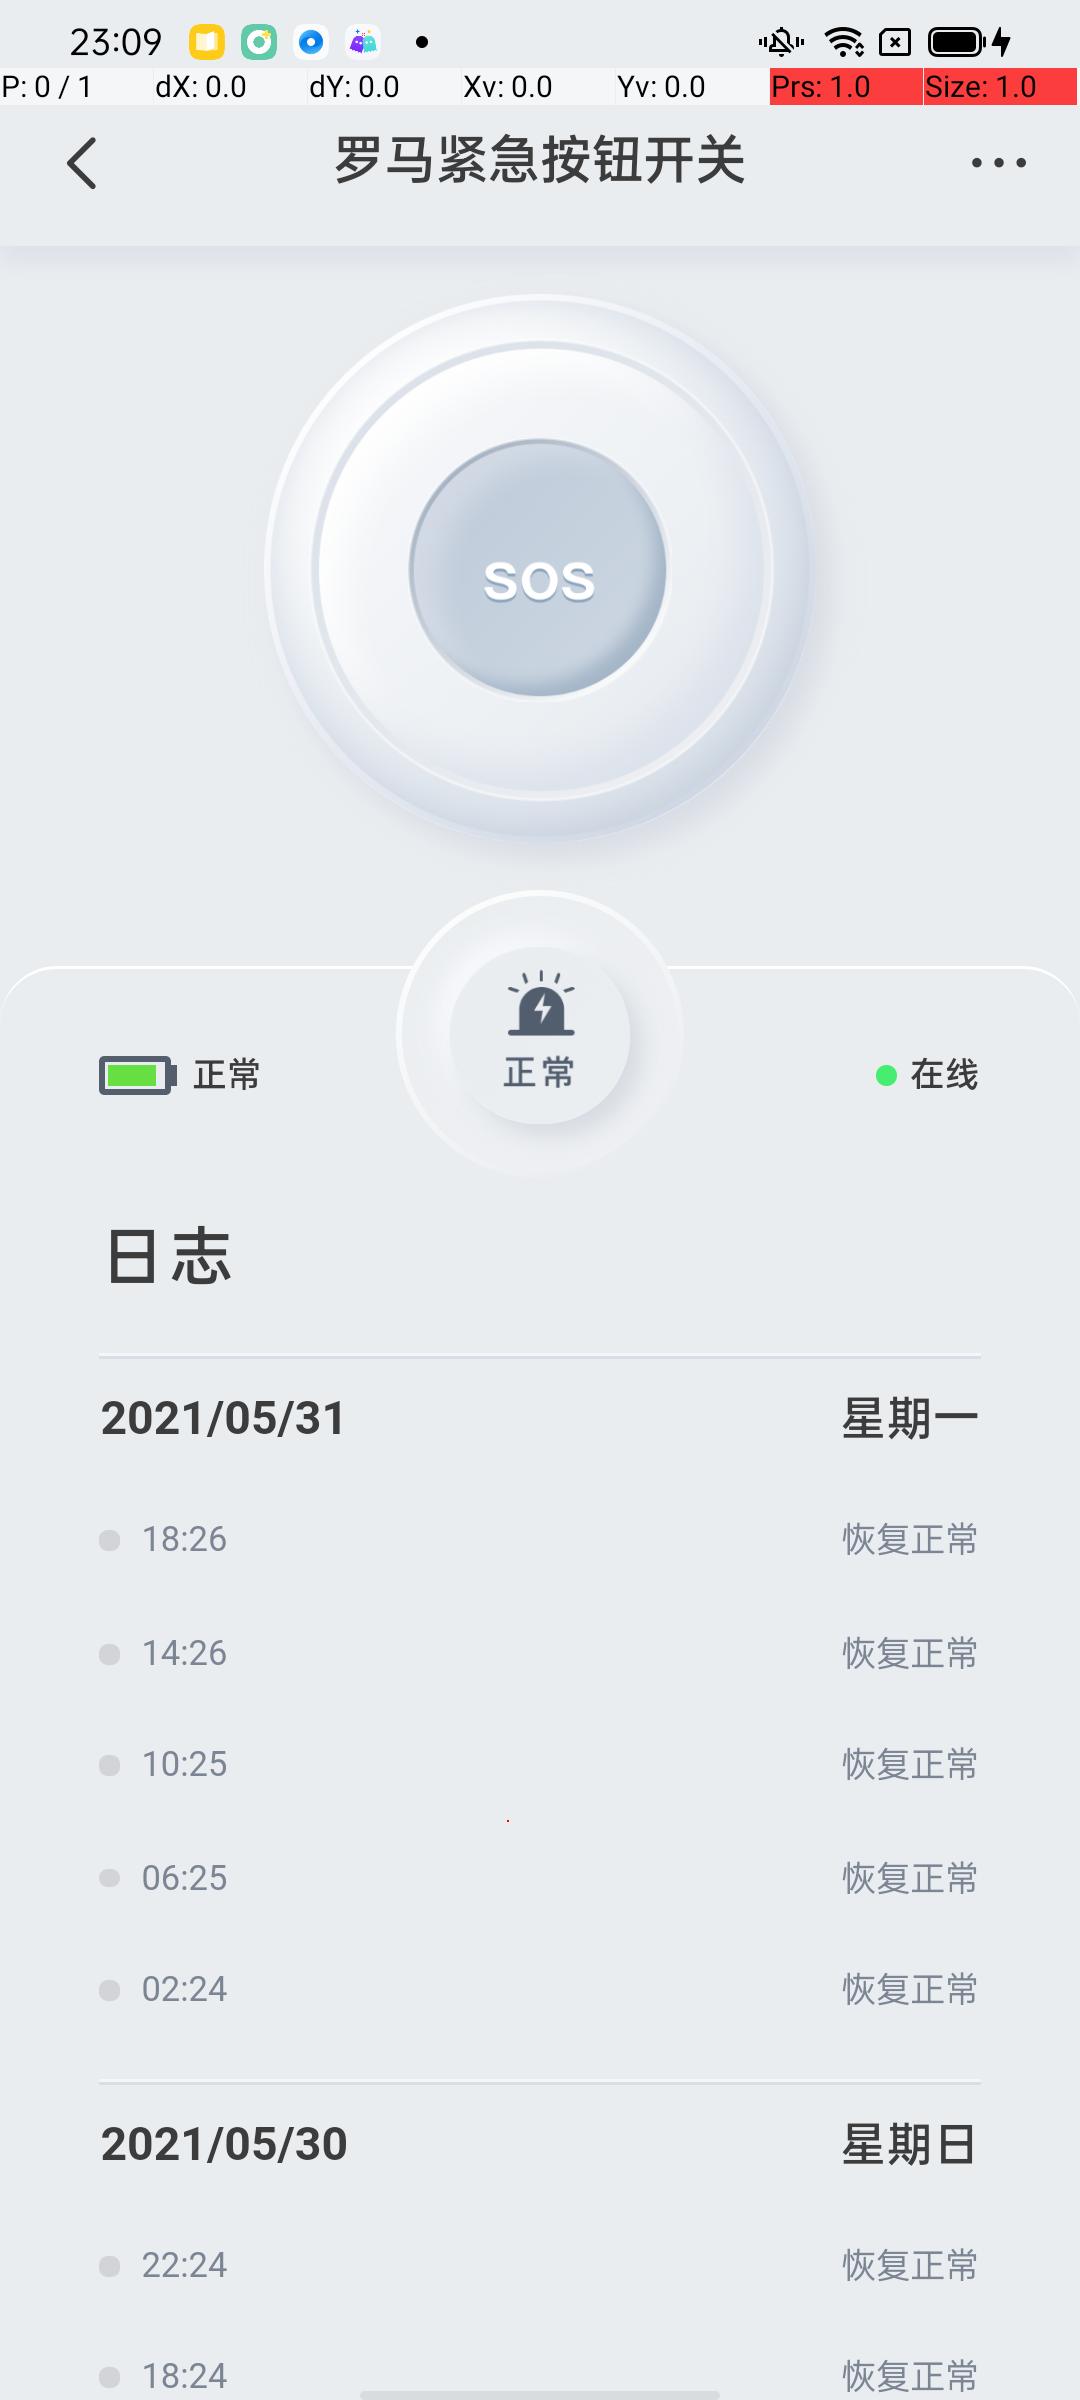 23:09
P: 0 / 1 dX: 0.0 dY: 0.0 Xv: 0.0 Yv: 0.0 Prs: 1.0 Size: 1.0
罗马紧急按钮开关
SOS
正常
正常 在线
日志
2021/05/31 星期一
18:26 恢复正常
14:26 恢复正常
10:25 恢复正常
06:25 恢复正常
02:24 恢复正常
2021/05/30 星期日
22:24 恢复正常
18:24 恢复正常